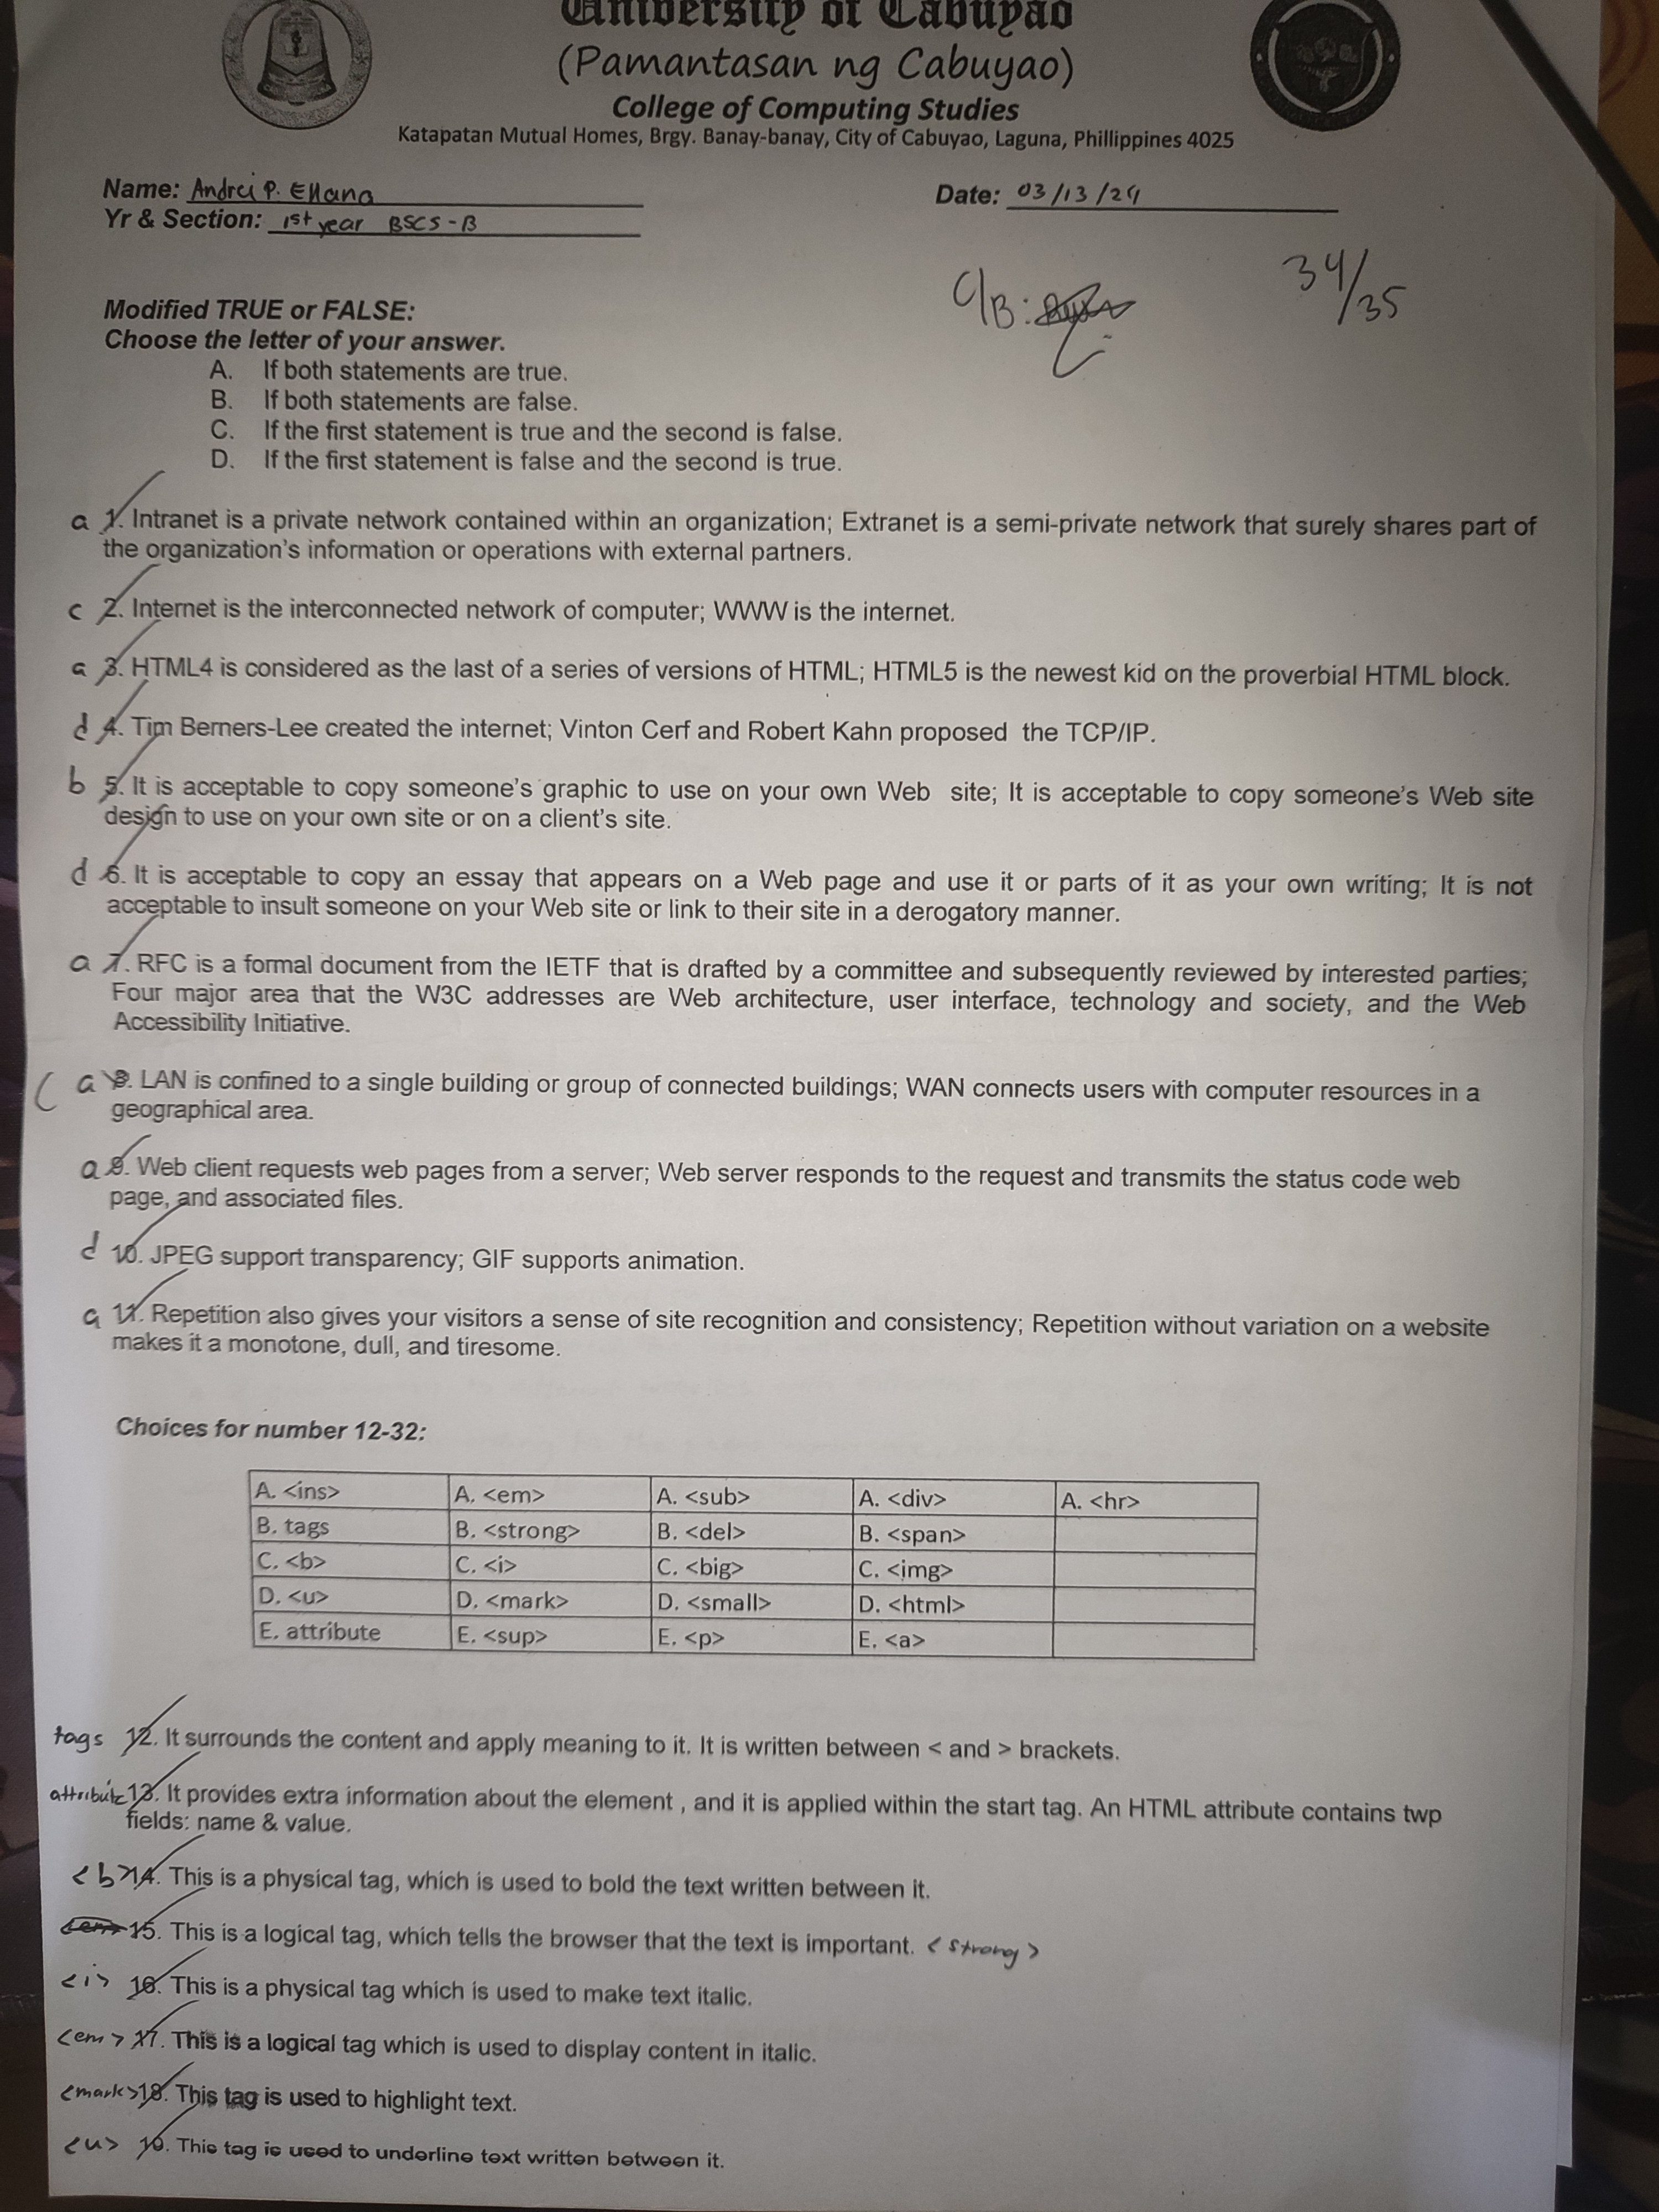 University of Cabuyao
(Pamantasan ng Cabuyao)
College of Computing Studies
Katapatan Mutual Homes, Brgy. Banay-banay, City of Cabuyao, Laguna, Phillippines 4025
Name: Andrei P. Ellana Date: 03/13/24
Yr & Section: 1st year BSCS-B
C/B: 34/35
Modified TRUE or FALSE:
Choose the letter of your answer.
A. If both statements are true.
B. If both statements are false.
C. If the first statement is true and the second is false.
D. If the first statement is false and the second is true.
a 1. Intranet is a private network contained within an organization; Extranet is a semi-private network that surely shares part of
the organization's information or operations with external partners.
c 2. Internet is the interconnected network of computer; WWW is the internet.
a 3. HTML4 is considered as the last of a series of versions of HTML; HTML5 is the newest kid on the proverbial HTML block.
d 4. Tim Berners-Lee created the internet; Vinton Cerf and Robert Kahn proposed the TCP/IP.
b 5. It is acceptable to copy someone's graphic to use on your own Web site; It is acceptable to copy someone's Web site
design to use on your own site or on a client's site.
d 6. It is acceptable to copy an essay that appears on a Web page and use it or parts of it as your own writing; It is not
acceptable to insult someone on your Web site or link to their site in a derogatory manner.
a 7. RFC is a formal document from the IETF that is drafted by a committee and subsequently reviewed by interested parties;
Four major area that the W3C addresses are Web architecture, user interface, technology and society, and the Web
Accessibility Initiative.
C a 8. LAN is confined to a single building or group of connected buildings; WAN connects users with computer resources in a
geographical area.
a 9. Web client requests web pages from a server; Web server responds to the request and transmits the status code web
page, and associated files.
d 10. JPEG support transparency; GIF supports animation.
a 11. Repetition also gives your visitors a sense of site recognition and consistency; Repetition without variation on a website
makes it a monotone, dull, and tiresome.
Choices for number 12-32:
A. <ins> A. <em> A. <sub> A. <div> A. <hr>
B. tags B. <strong> B. <del> B. <span>
C. <b> C. <i> C. <big> C. <img>
D. <u> D. <mark> D. <small> D. <html>
E. attribute E. <sup> E. <p> E. <a>
tags 12. It surrounds the content and apply meaning to it. It is written between < and > brackets.
attribute 13. It provides extra information about the element , and it is applied within the start tag. An HTML attribute contains twp
fields: name & value.
<b> 14. This is a physical tag, which is used to bold the text written between it.
<em> 15. This is a logical tag, which tells the browser that the text is important. <strong>
<i> 16. This is a physical tag which is used to make text italic.
<em> 17. This is a logical tag which is used to display content in italic.
<mark> 18. This tag is used to highlight text.
<u> 19. This tag is used to underline text written between it.